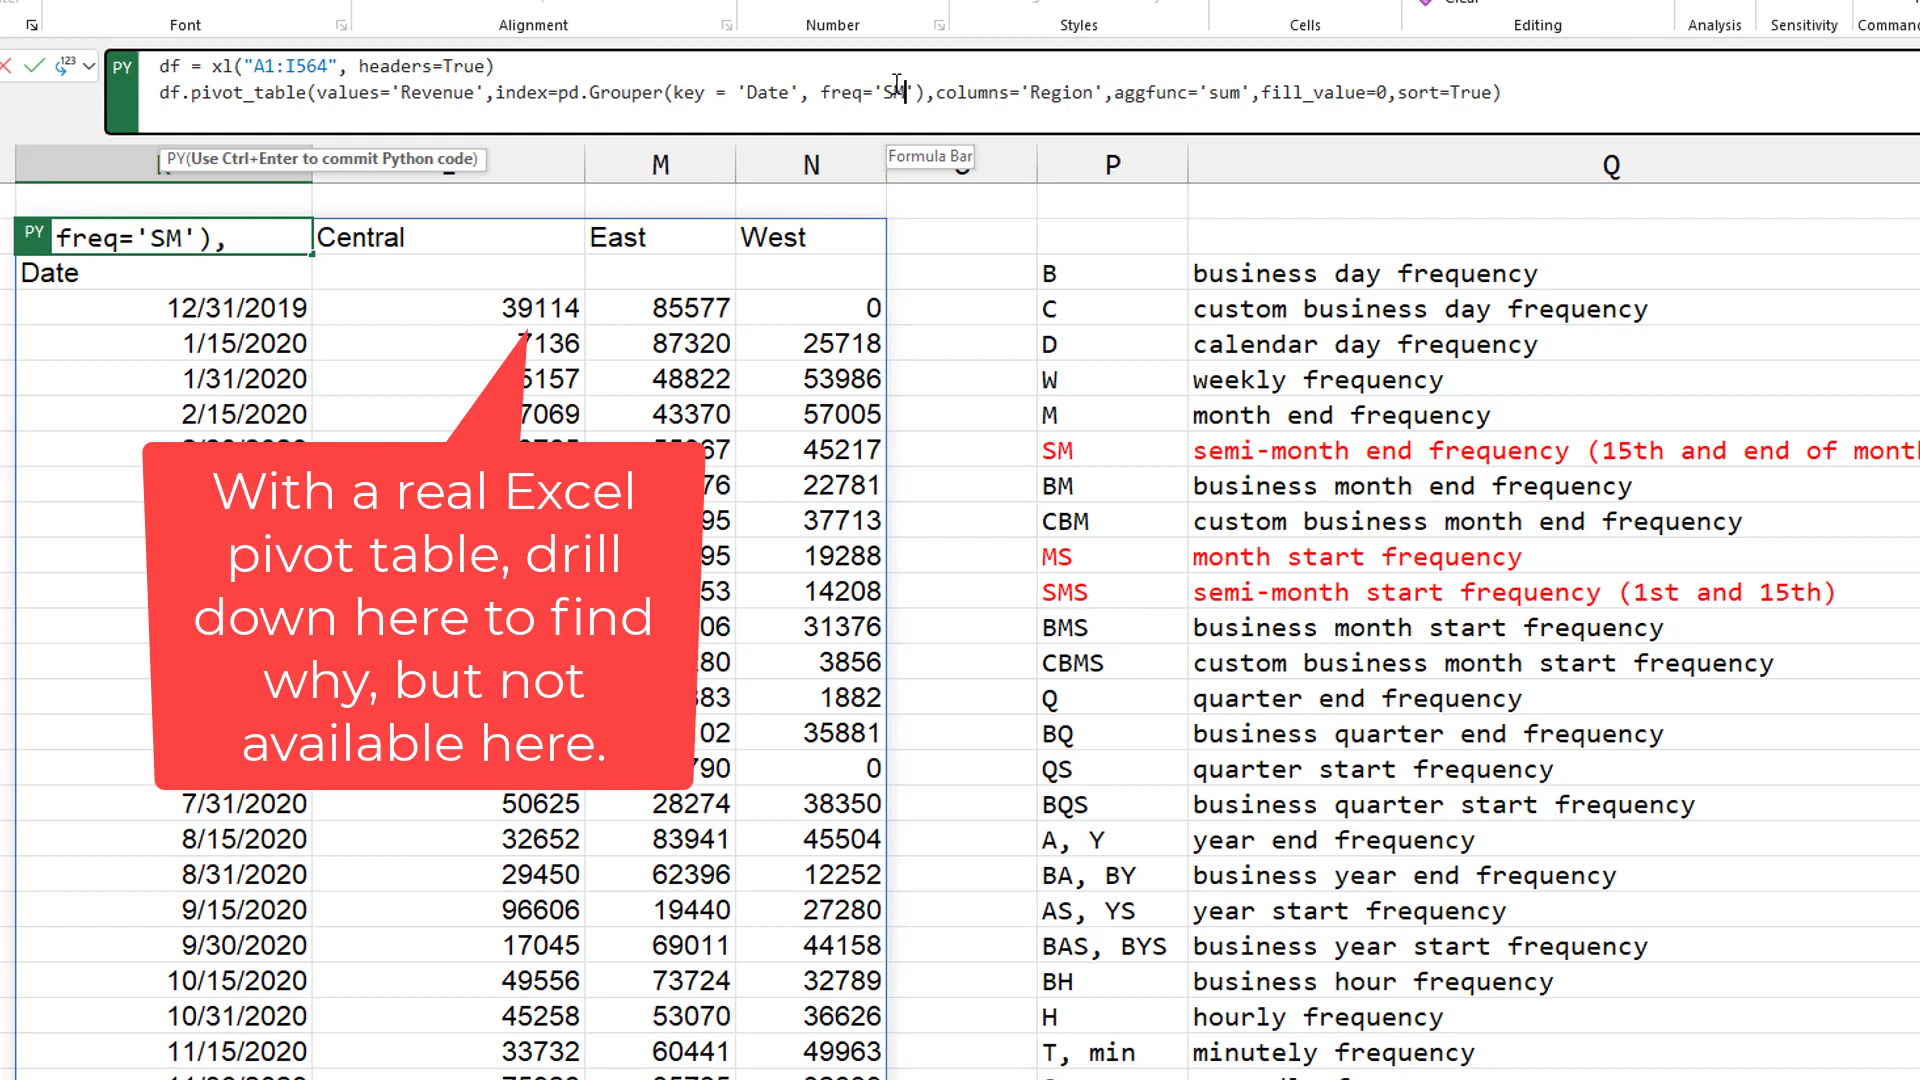 Font Alignment Number Styles Cells Editing Analysis Sensitivity
PY df = xl("A1:I564", headers=True)
df.pivot_table(values='Revenue',index=pd.Grouper(key = 'Date', freq='SM'),columns='Region',aggfunc='sum',fill_value=0,sort=True)
PY(Use Ctrl+Enter to commit Python code)
Formula Bar
M N P Q
PY freq='SM'), Central East West
Date B business day frequency
12/31/2019 39114 85577 0 C custom business day frequency
1/15/2020 7136 87320 25718 D calendar day frequency
1/31/2020 48822 53986 W weekly frequency
2/15/2020 43370 57005 M month end frequency
45217 SM semi-month end frequency (15th and end of month
22781 BM business month end frequency
37713 CBM custom business month end frequency
19288 MS month start frequency
14208 SMS semi-month start frequency (1st and 15th)
31376 BMS business month start frequency
3856 CBMS custom business month start frequency
1882 Q quarter end frequency
35881 BQ business quarter end frequency
0 QS quarter start frequency
With a real Excel
pivot table, drill
down here to find
why, but not
available here.
7/31/2020 50625 28274 38350 BQS business quarter start frequency
8/15/2020 32652 83941 45504 A, Y year end frequency
8/31/2020 29450 62396 12252 BA, BY business year end frequency
9/15/2020 96606 19440 27280 AS, YS year start frequency
9/30/2020 17045 69011 44158 BAS, BYS business year start frequency
10/15/2020 49556 73724 32789 BH business hour frequency
10/31/2020 45258 53070 36626 H hourly frequency
11/15/2020 33732 60441 49963 T, min minutely frequency